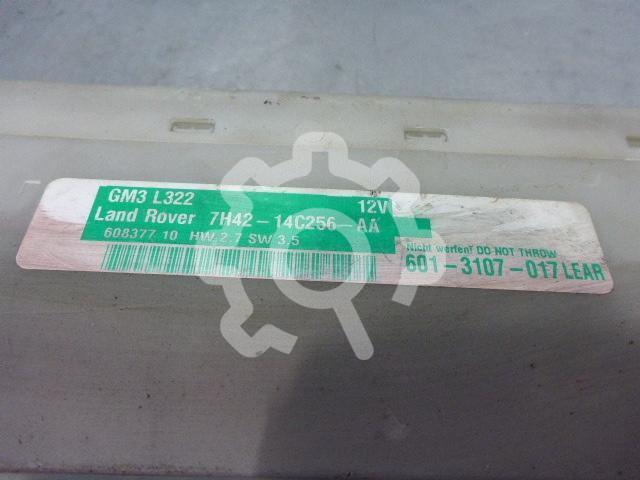 GM3 L322 12V
Land Rover 7H42-14C256-AA
608377 10 HW 2.7 SW 3.5
Nicht werfen! DO NOT THROW
601-3107-017 LEAR